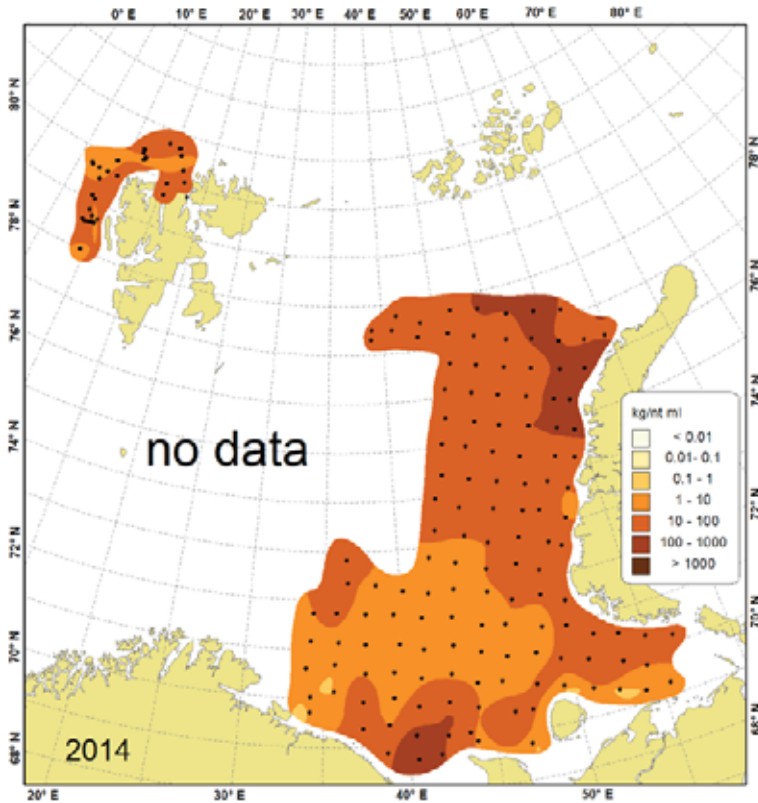 0° E 10° E 20° E 30° E 40° E 50° E 60° E 70° E 80° E
80° N
78° N
78° N
76° N
76° N
74° N
kg/nt ml
< 0.01
0.01- 0.1
0.1 - 1
1 - 10
10 - 100
100 - 1000
> 1000
no data
74° N
72° N
72° N
70° N
70° N
68° N
68° N
2014
20° E 30° E 40° E 50° E